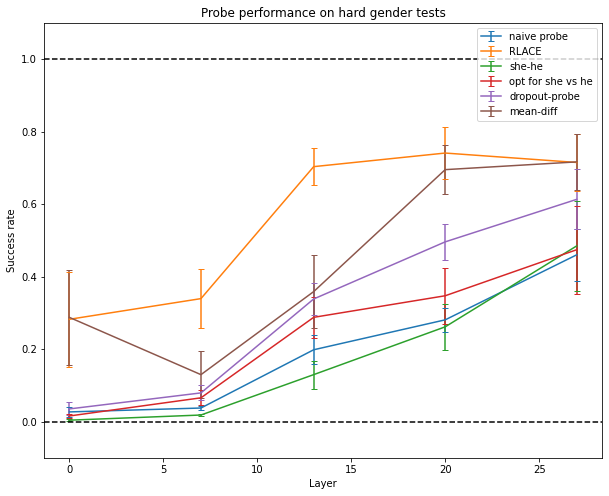 Probe performance on hard gender tests
naive probe
RLACE
she-he
opt for she vs he
dropout-probe
mean-diff
Success rate
1.0
0.8
0.6
0.4
0.2
0.0
0 5 10 15 20 25
Layer